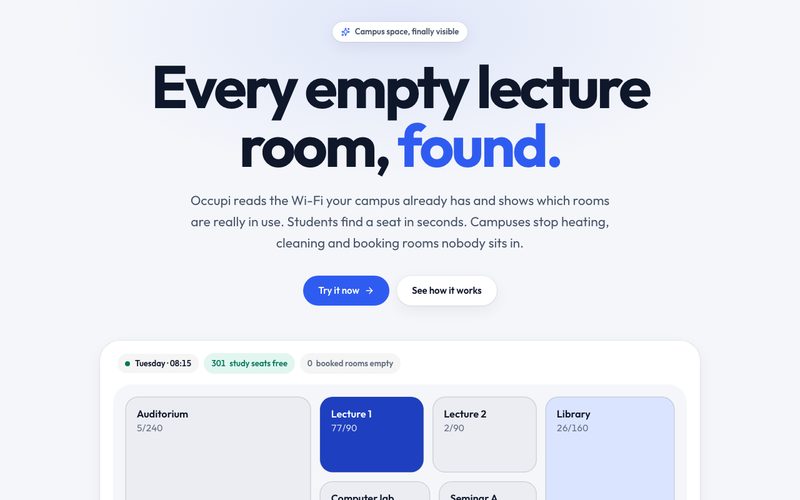 Campus space, finally visible
Every empty lecture
room, found.
Occupi reads the Wi-Fi your campus already has and shows which rooms
are really in use. Students find a seat in seconds. Campuses stop heating,
cleaning and booking rooms nobody sits in.
Try it now
See how it works
Tuesday · 08:15
301 study seats free
0 booked rooms empty
Auditorium
5/240
Lecture 1
77/90
Lecture 2
2/90
Library
26/160
Computer lab
Seminar A